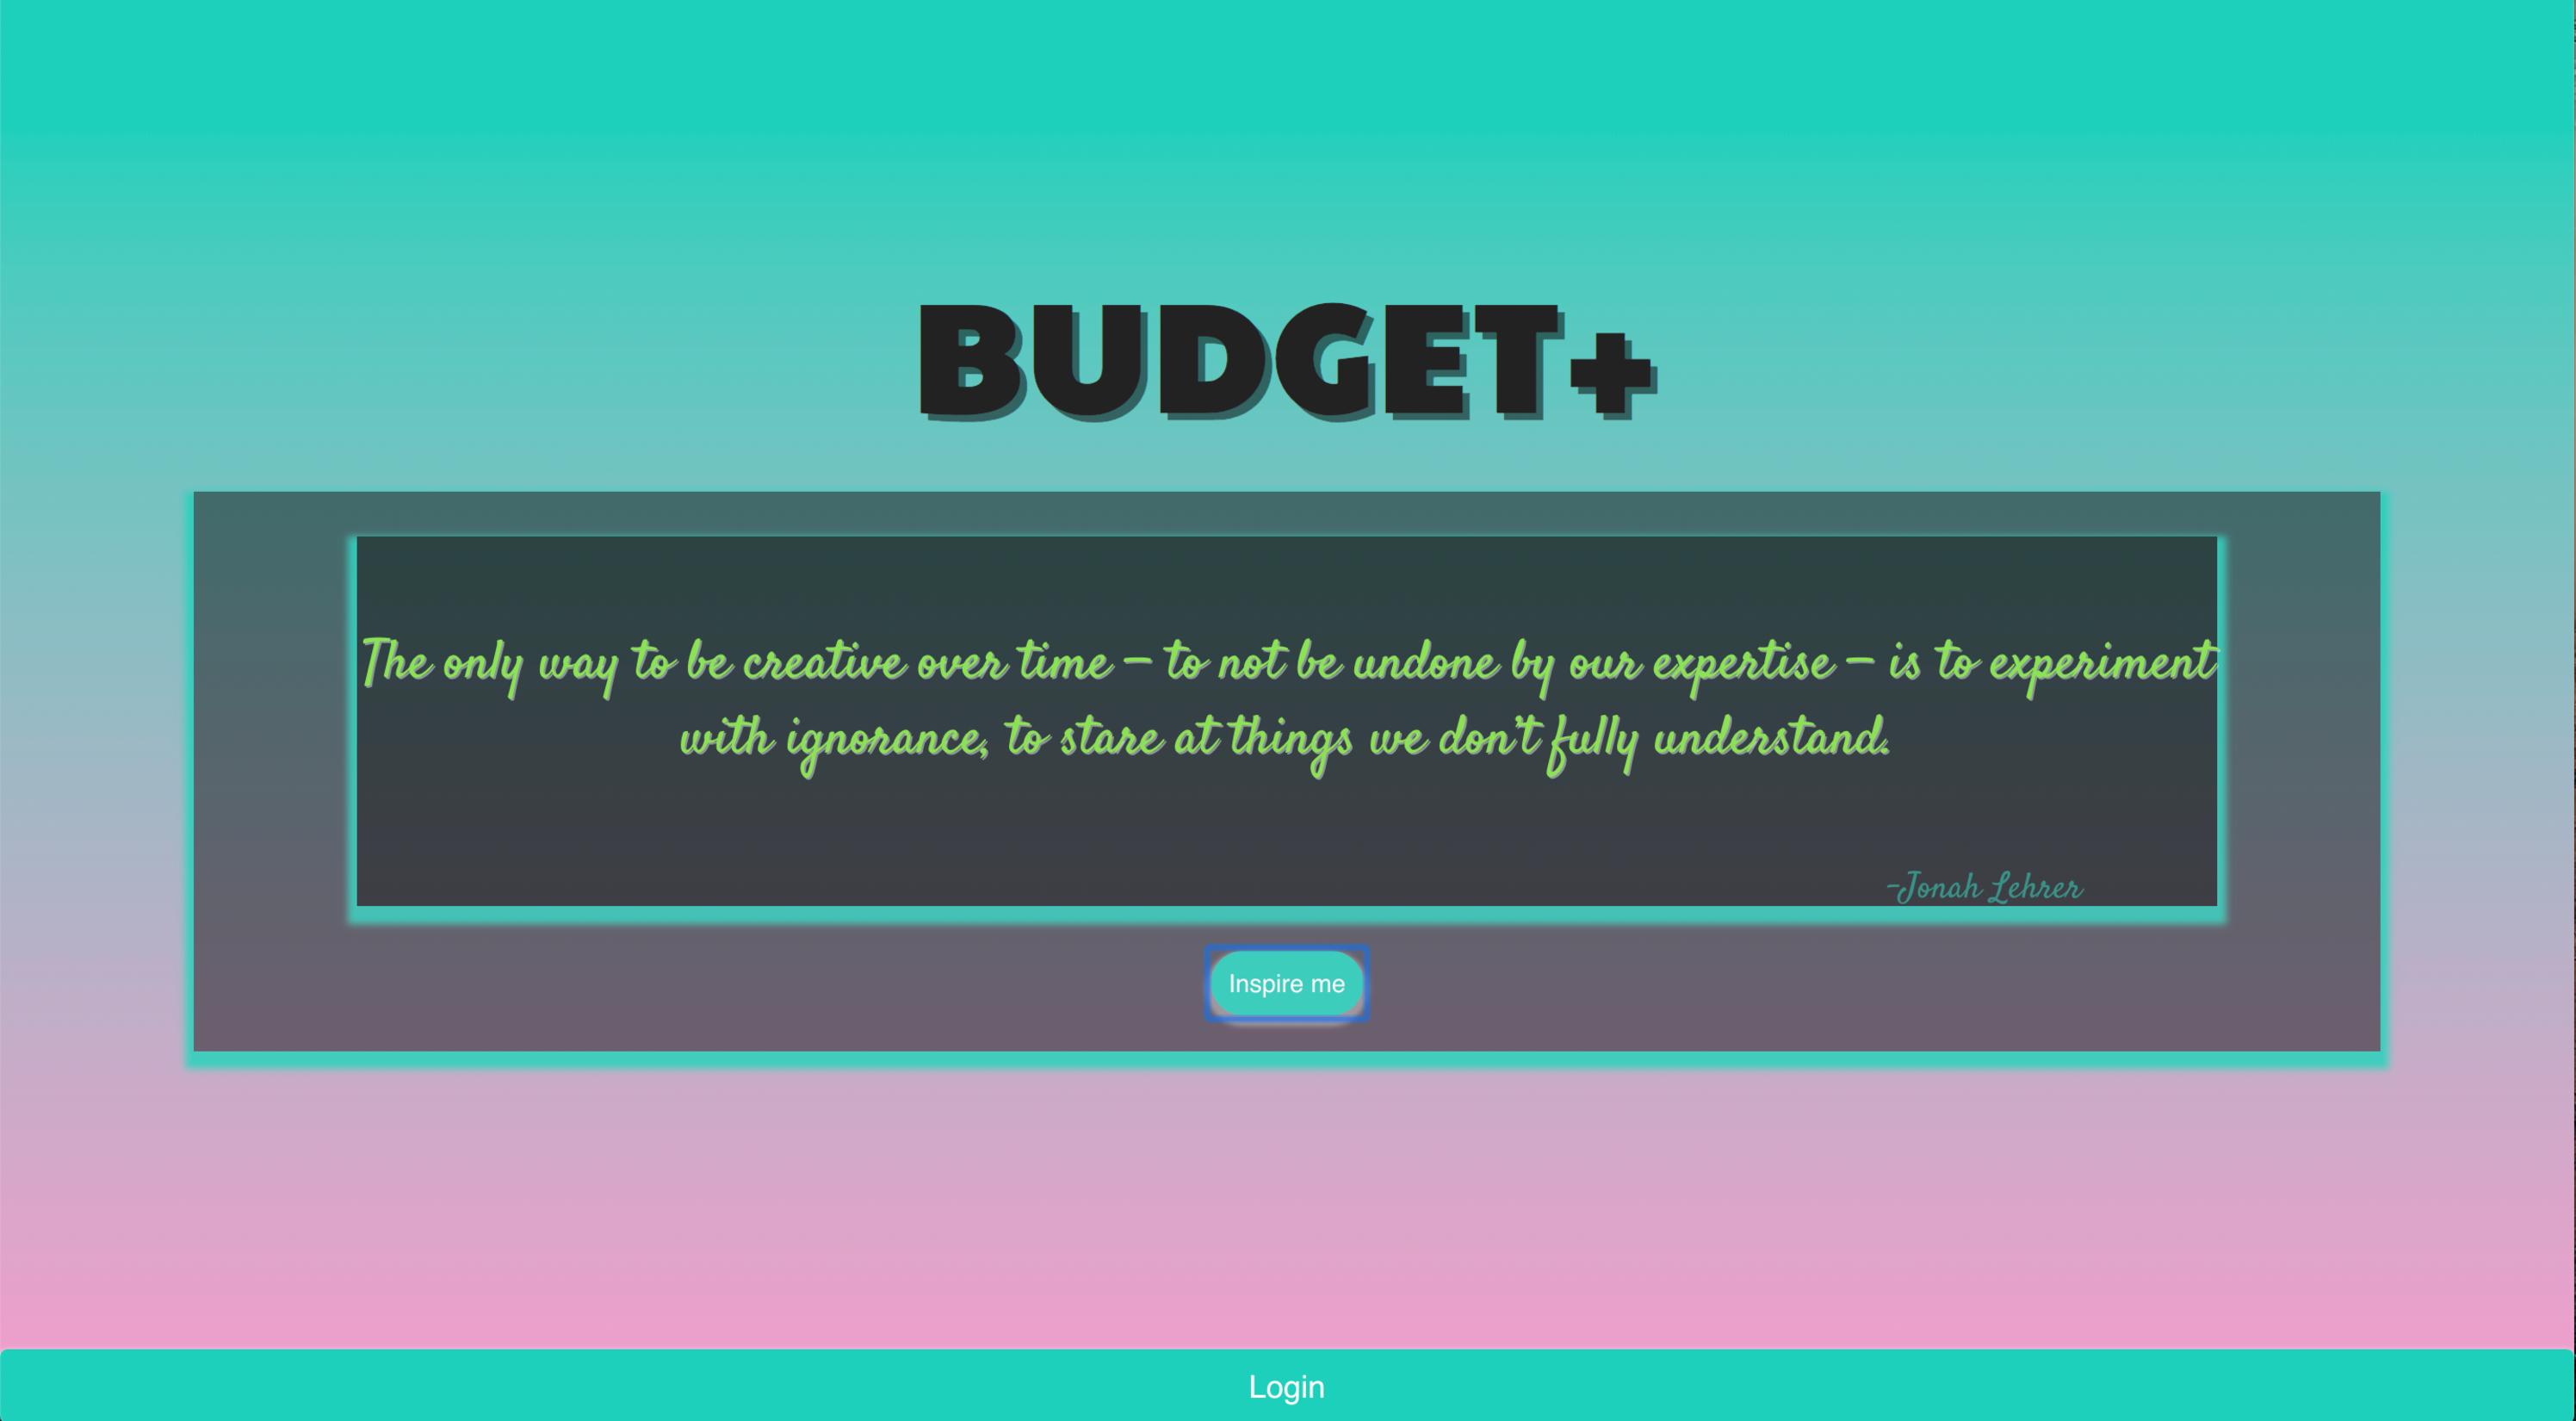 BUDGET+
The only way to be creative over time – to not be undone by our expertise – is to experiment
with ignorance, to stare at things we don't fully understand.
-Jonah Lehrer
Inspire me
Login